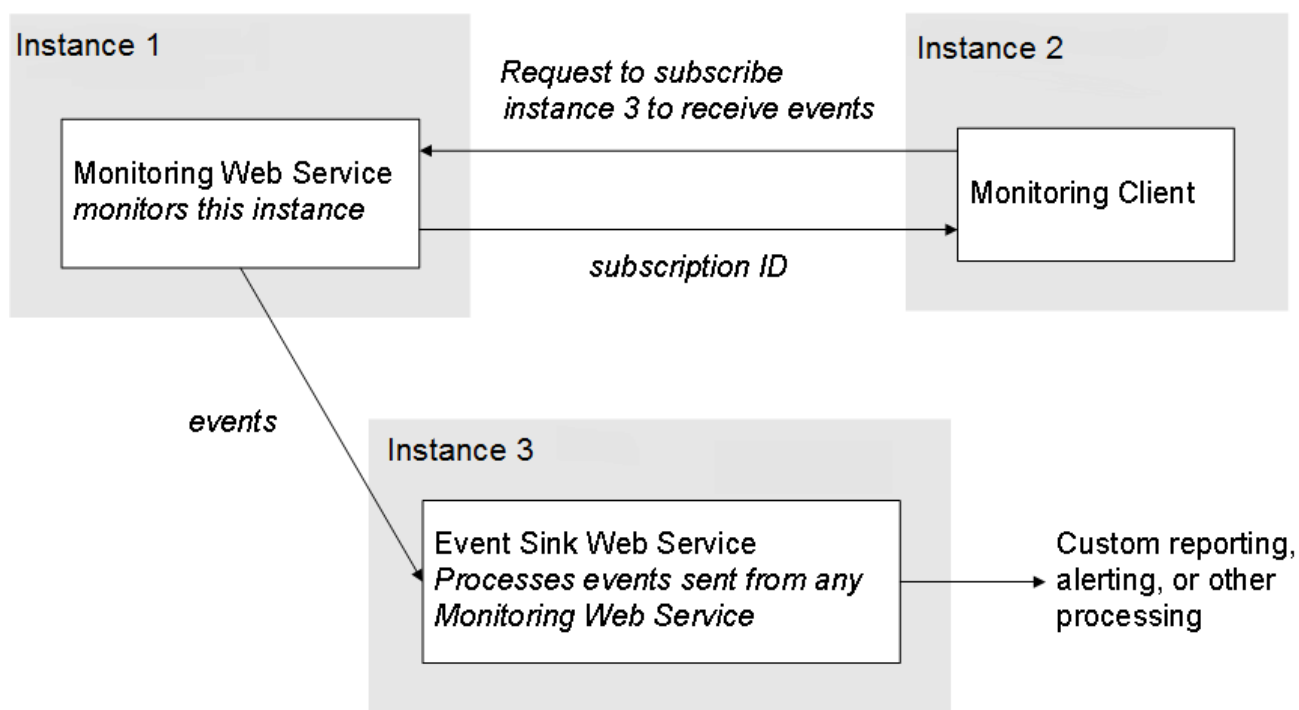 Instance 1
Instance 2
Request to subscribe
instance 3 to receive events
Monitoring Web Service
monitors this instance
Monitoring Client
subscription ID
events
Instance 3
Event Sink Web Service
Processes events sent from any
Monitoring Web Service
Custom reporting,
alerting, or other
processing